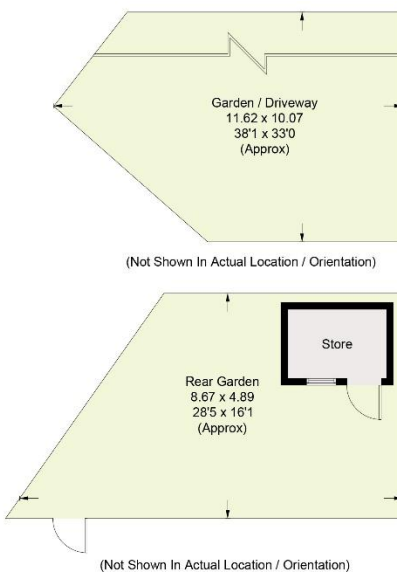 Garden / Driveway
11.62 x 10.07
38'1 x 33'0
(Approx)
(Not Shown In Actual Location / Orientation)
Store
Rear Garden
8.67 x 4.89
28'5 x 16'1
(Approx)
(Not Shown In Actual Location / Orientation)